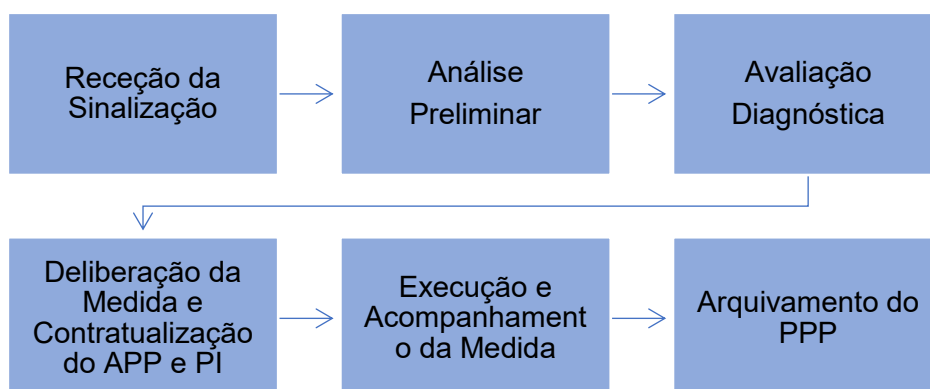 Receção da
Sinalização
Análise
Preliminar
Avaliação
Diagnóstica
Deliberação da
Medida e
Contratualização
do APP e PI
Execução e
Acompanhament
o da Medida
Arquivamento do
PPP